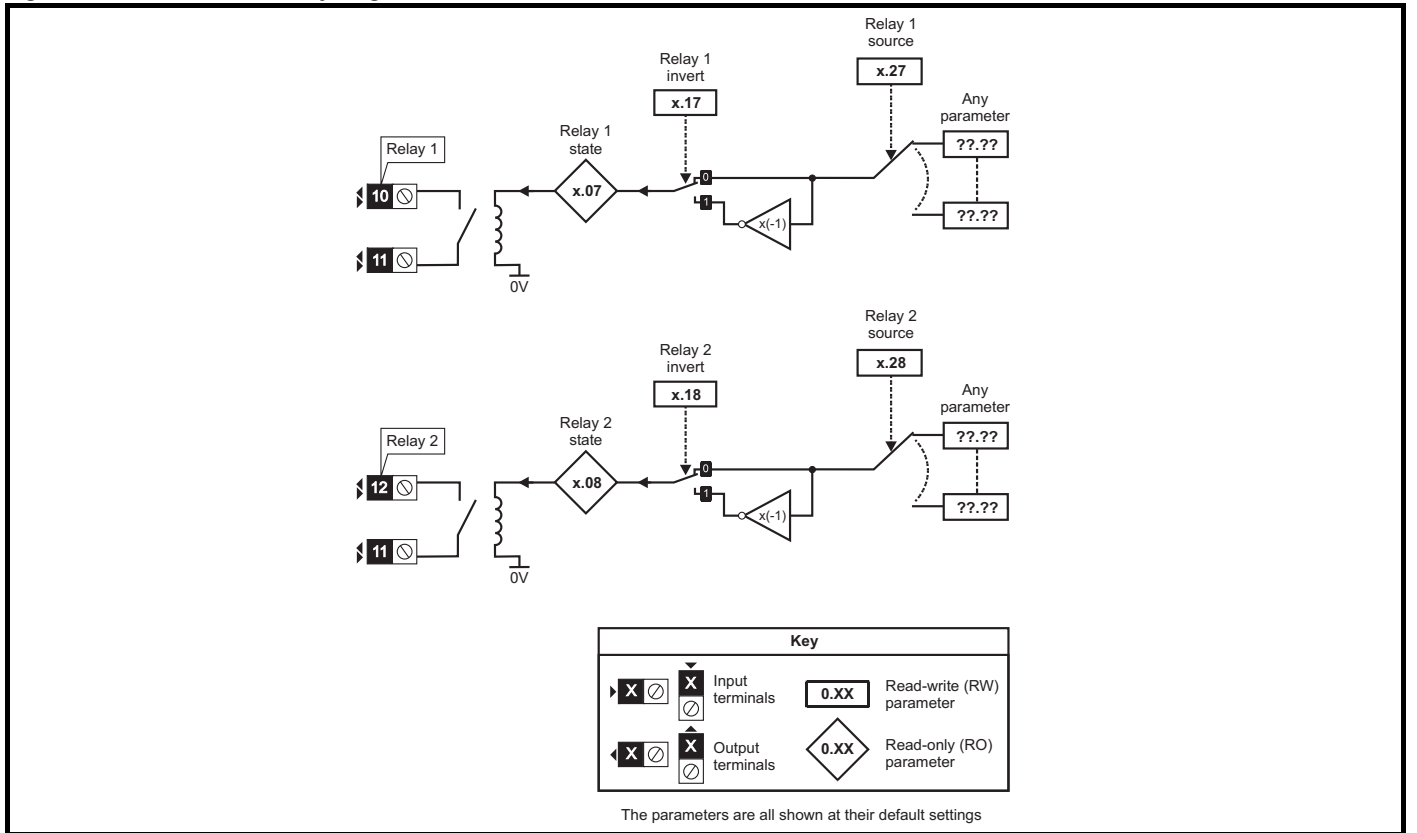 Relay 1
source
x.27
Relay 1
invert
x.17
Any
parameter
??.??
??.??
Relay 1
state
x.07
Relay 1
10
11
0
1
x(-1)
0V
Relay 2
source
x.28
Relay 2
invert
x.18
Any
parameter
??.??
??.??
Relay 2
state
x.08
Relay 2
12
11
0
1
x(-1)
0V
Key
X
X
Input
terminals
0.XX
Read-write (RW)
parameter
X
X
Output
terminals
0.XX
Read-only (RO)
parameter
The parameters are all shown at their default settings